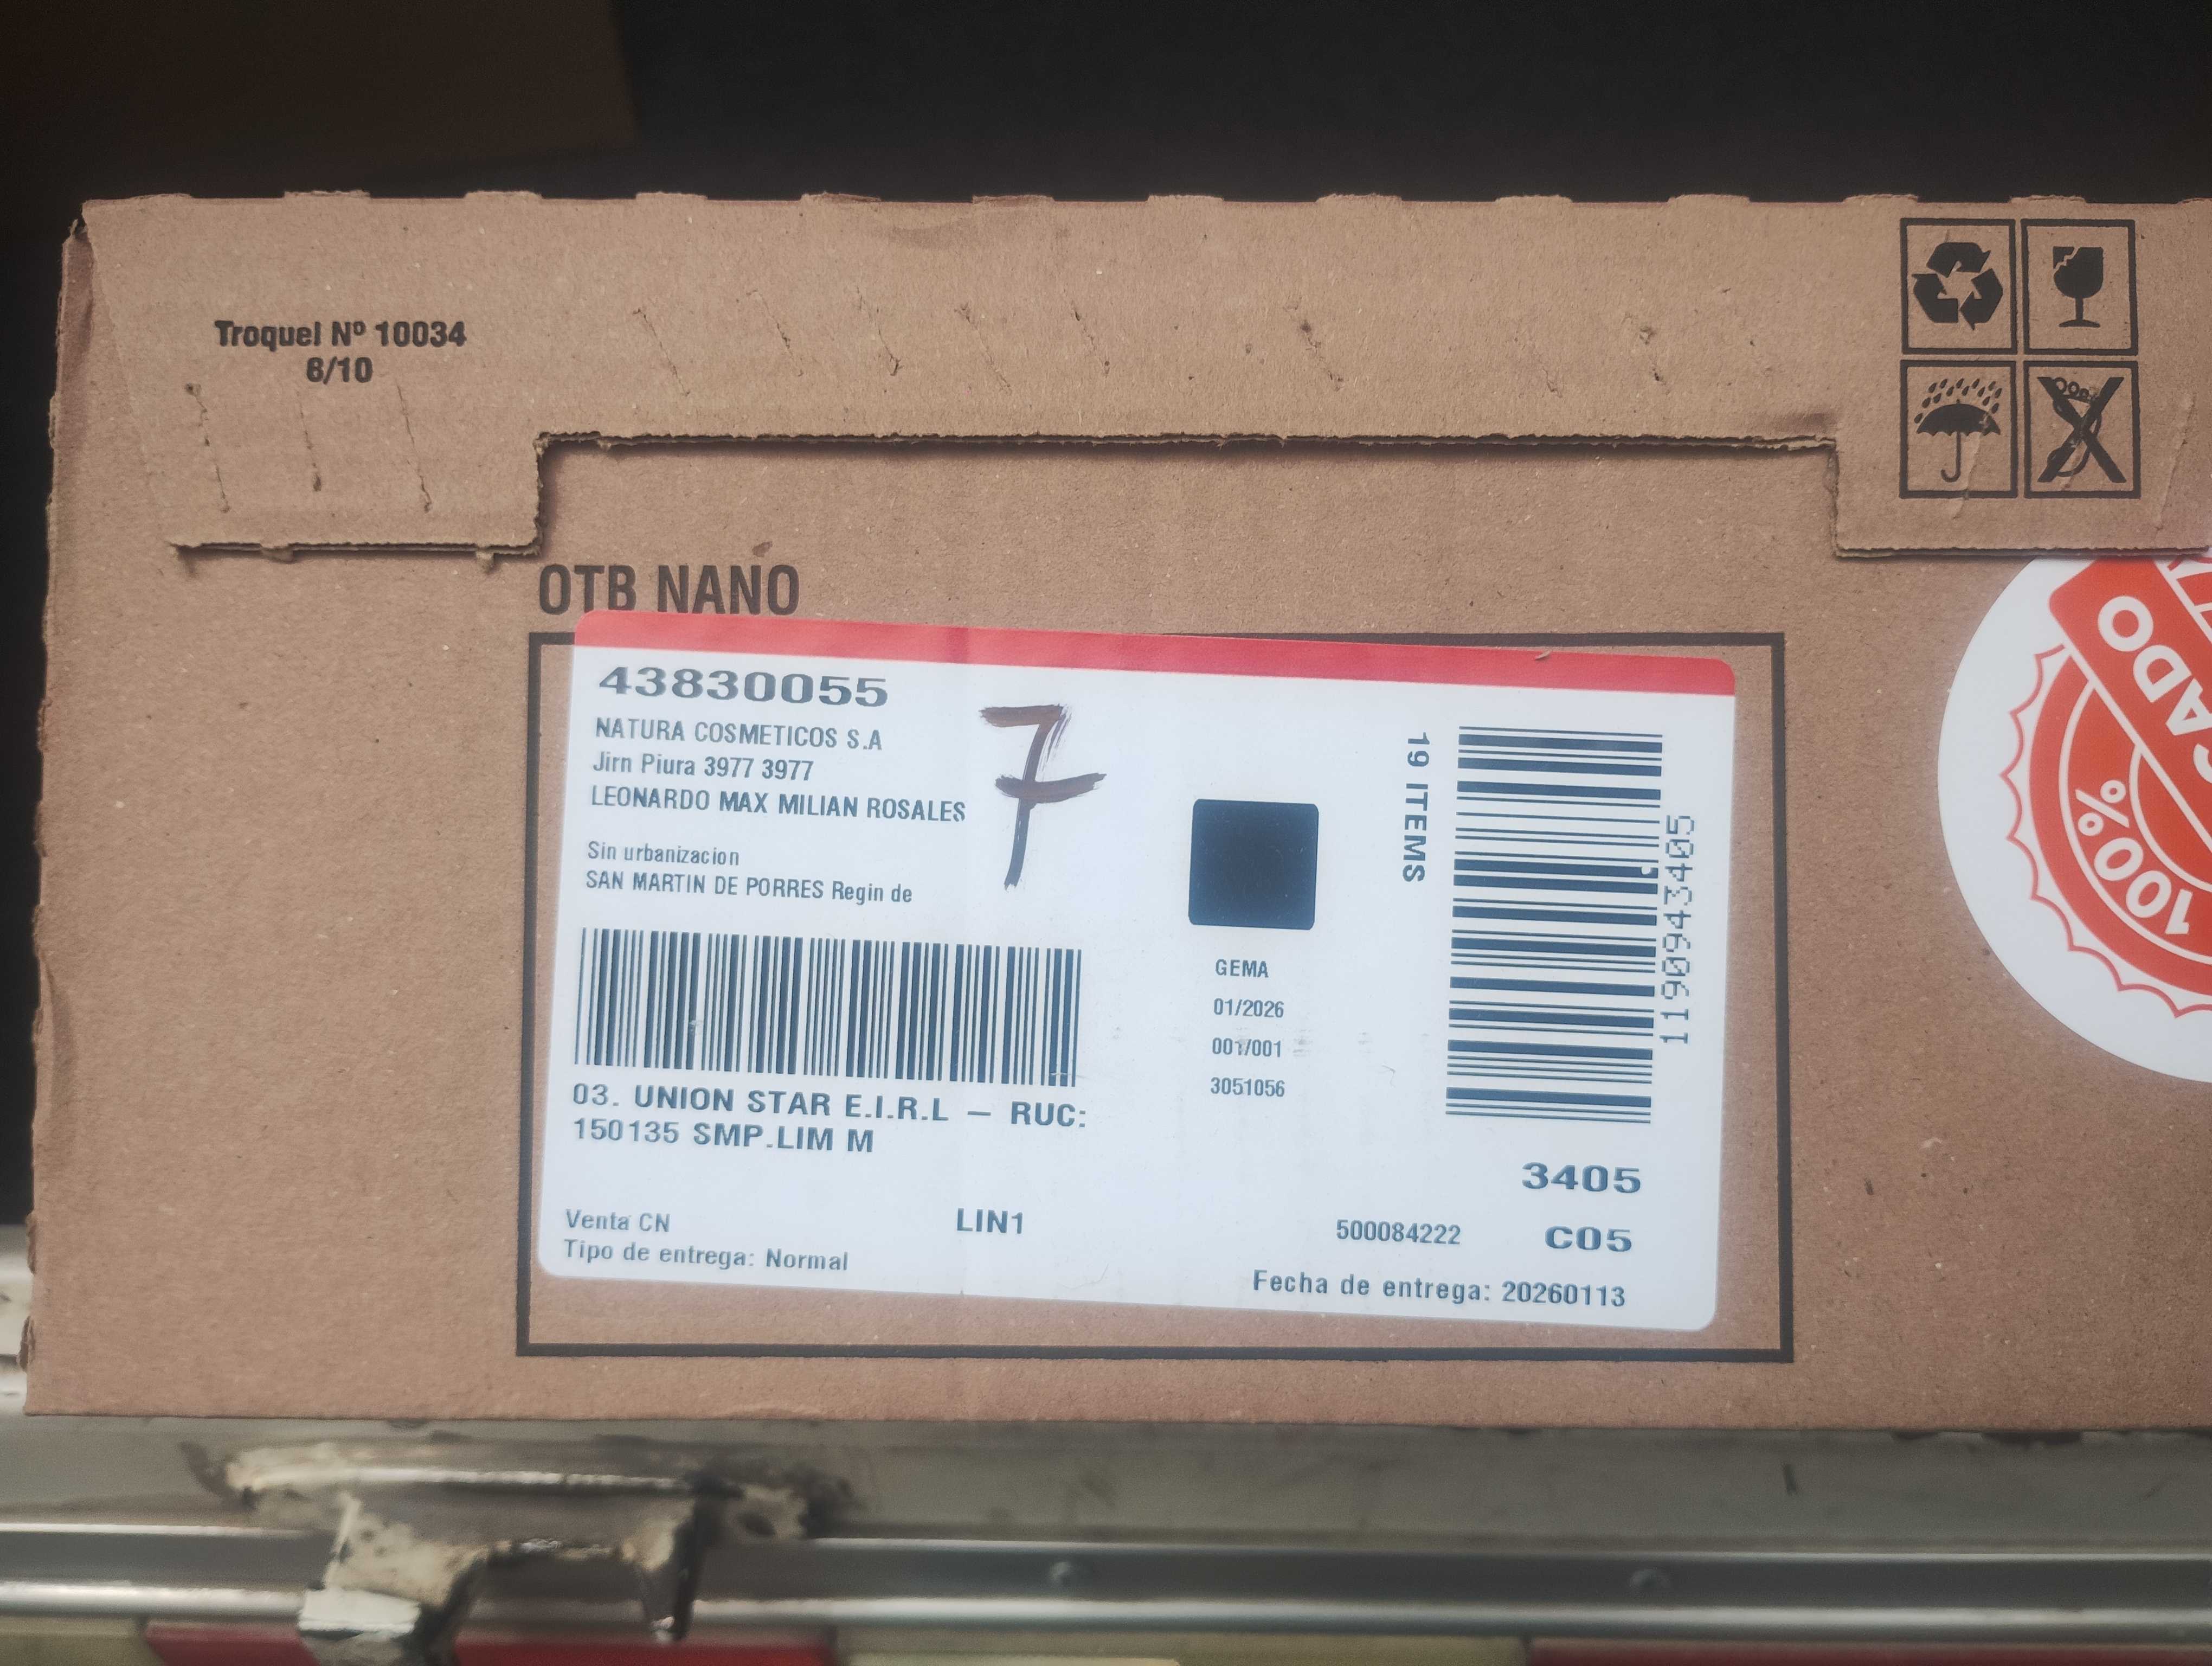 Troquel Nº 10034
6/10
OTB NANO
43830055
NATURA COSMETICOS S.A
Jirn Piura 3977 3977
LEONARDO MAX MILIAN ROSALES
7
Sin urbanizacion
SAN MARTIN DE PORRES Regin de
03. UNION STAR E.I.R.L – RUC:
150135 SMP.LIM M
Venta CN
Tipo de entrega: Normal
LIN1
GEMA
01/2026
001/001
3051056
19 ITEMS
1190943405
3405
500084222
C05
Fecha de entrega: 20260113
100%